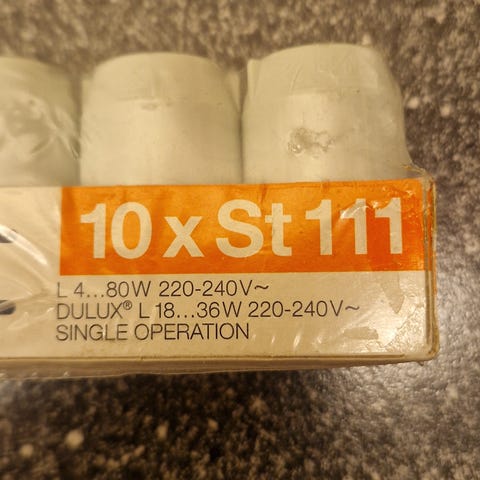 10 x St 111
L 4...80W 220-240V~
DULUX® L 18...36W 220-240V~
SINGLE OPERATION